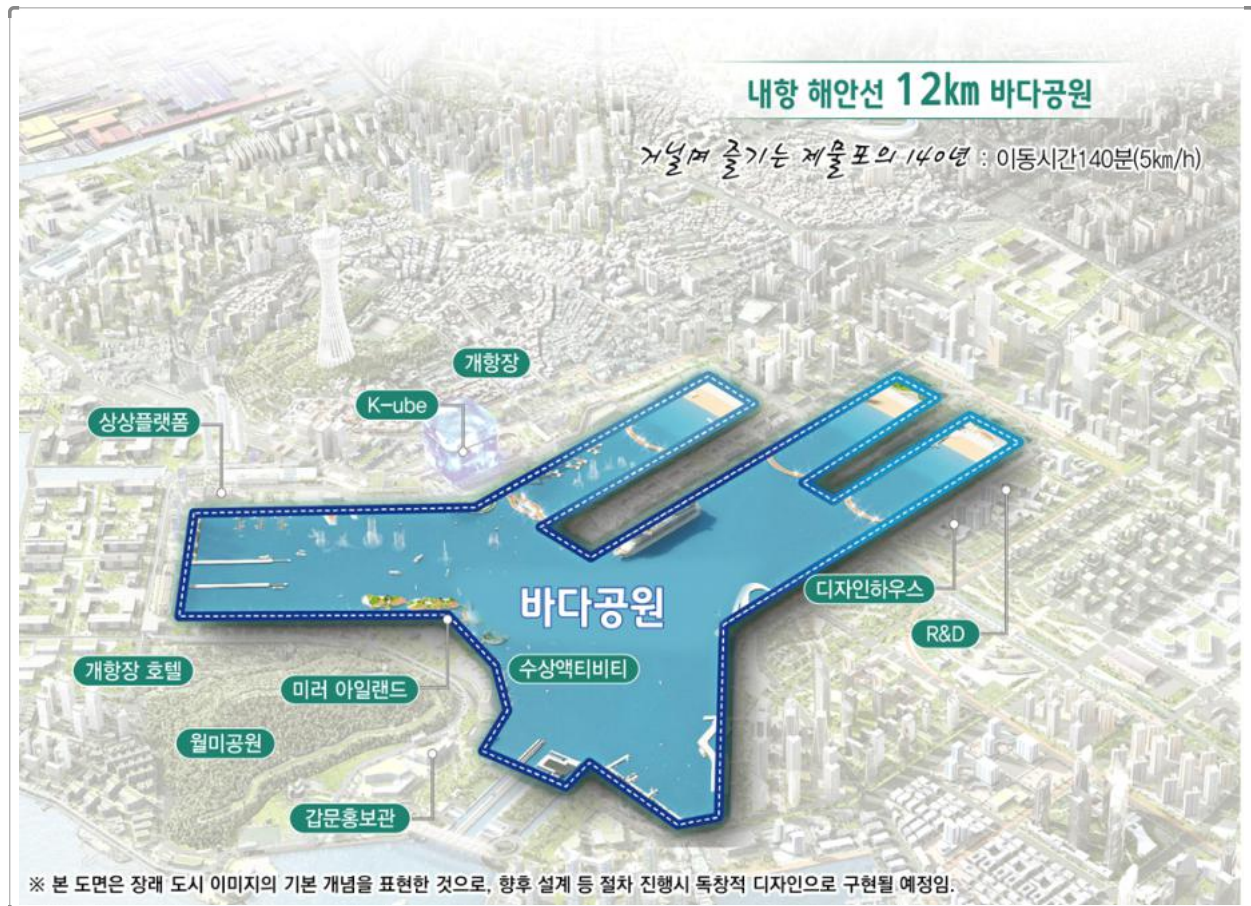 내항 해안선 12km 바다공원
거닐며 즐기는 제물포의 140년 : 이동시간140분(5km/h)
개항장
K-ube
상상플랫폼
바다공원
디자인하우스
R&D
수상액티비티
개항장 호텔
미러 아일랜드
월미공원
갑문홍보관
※ 본 도면은 장래 도시 이미지의 기본 개념을 표현한 것으로, 향후 설계 등 절차 진행시 독창적 디자인으로 구현될 예정임.